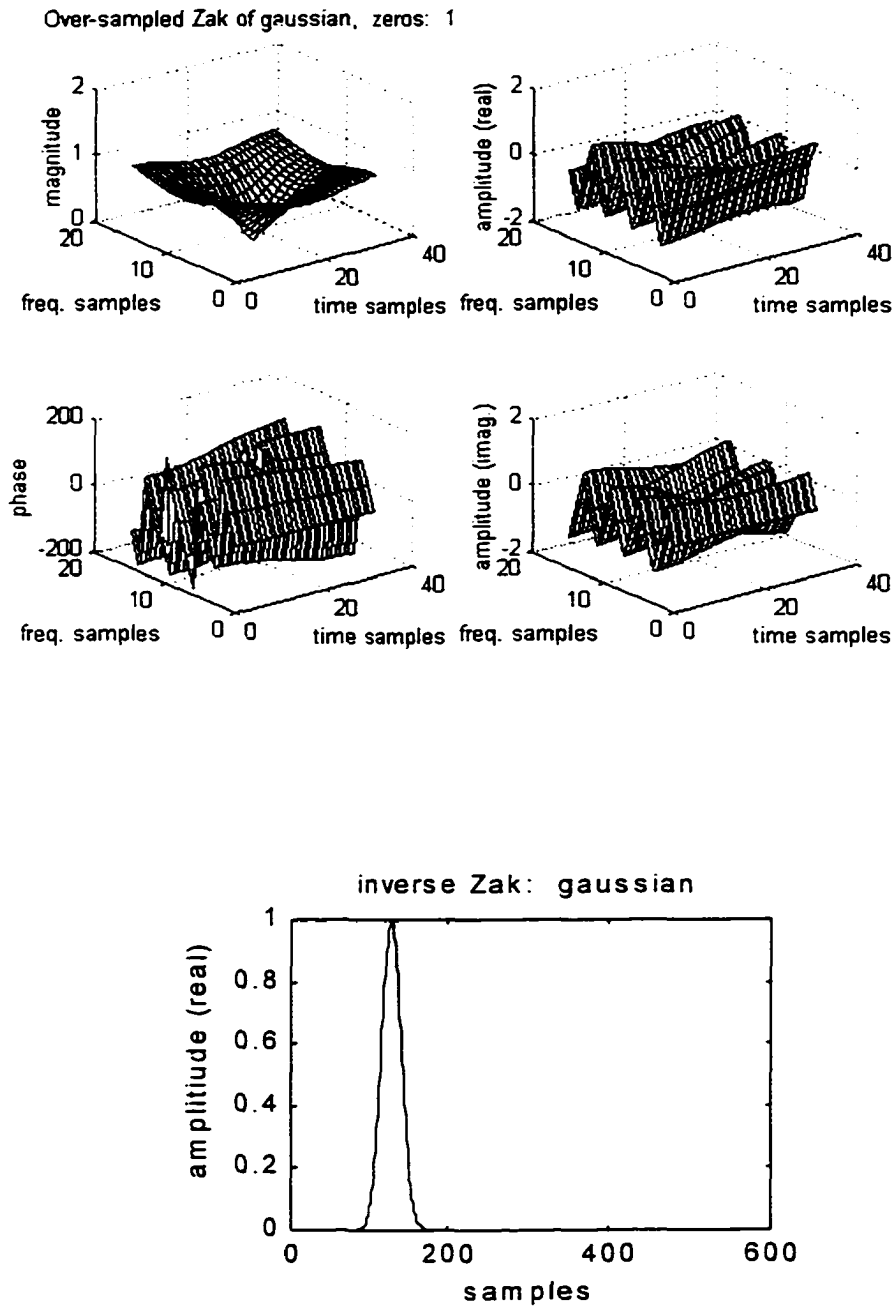 Over-sampled Zak of gaussian, zeros: 1
magnitude
2
1
0
20
10
0
freq. samples
0
20
40
time samples
amplitude (real)
2
0
-2
20
10
0
freq. samples
0
20
40
time samples
phase
200
0
-200
20
10
0
freq. samples
0
20
40
time samples
amplitude (imag.)
2
0
-2
20
10
0
freq. samples
0
20
40
time samples
inverse Zak: gaussian
amplitiude (real)
1
0.8
0.6
0.4
0.2
0
0
200
400
600
samples